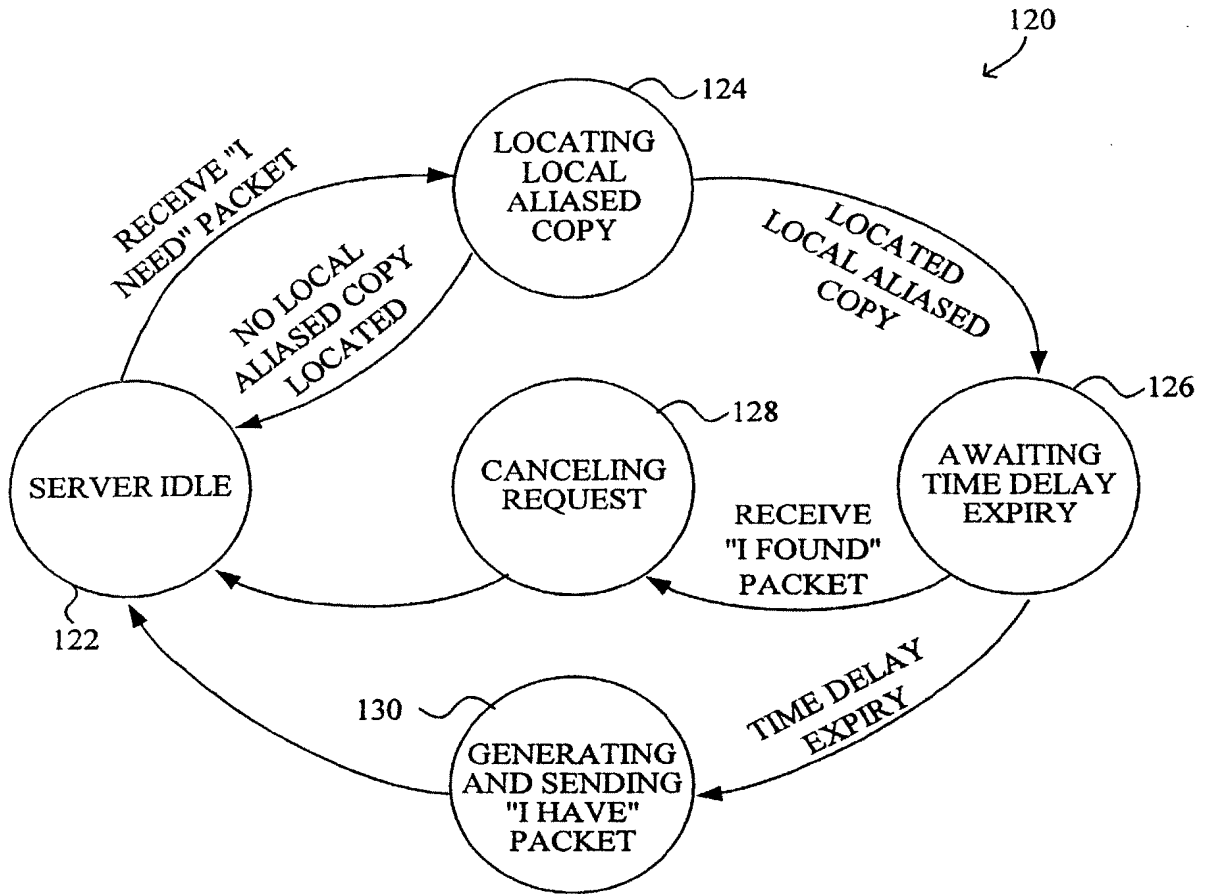 120
124
LOCATING
LOCAL
ALIASED
COPY
RECEIVE "I
NEED" PACKET
NO LOCAL
ALIASED COPY
LOCATED
LOCATED
LOCAL ALIASED
COPY
126
AWAITING
TIME DELAY
EXPIRY
128
CANCELING
REQUEST
SERVER IDLE
122
RECEIVE
"I FOUND"
PACKET
TIME DELAY
EXPIRY
130
GENERATING
AND SENDING
"I HAVE"
PACKET